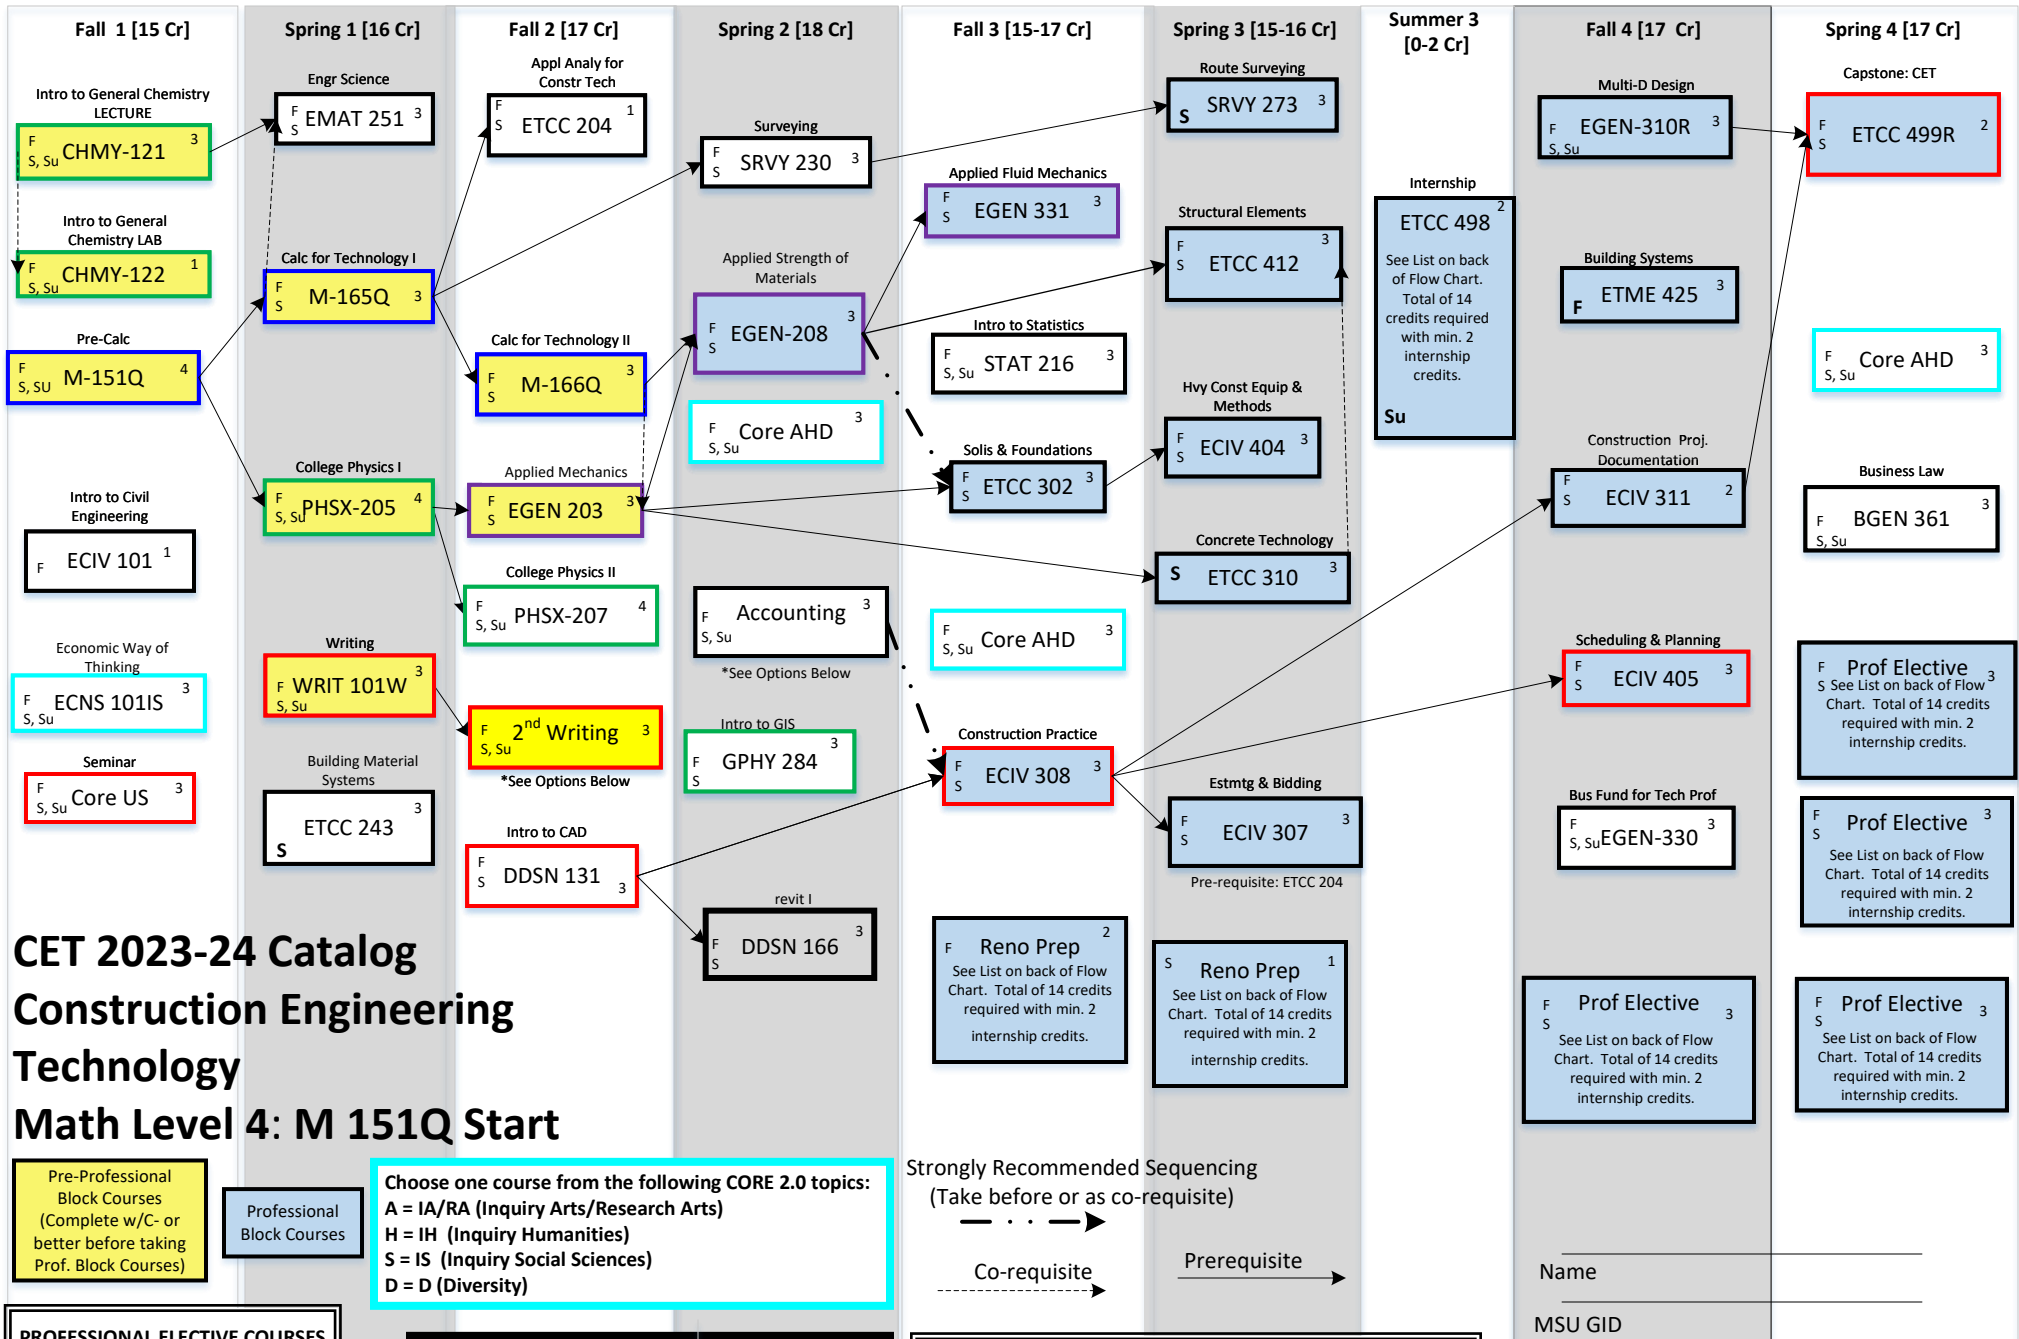 Fall 1 [15 Cr]
Intro to General Chemistry
LECTURE
F
S, Su
CHMY-121
3
Intro to General
Chemistry LAB
F
S, Su
CHMY-122
1
Pre-Calc
F
S, SU
M-151Q
4
Intro to Civil
Engineering
F
ECIV 101
1
Economic Way of
Thinking
F
S, Su
ECNS 101IS
3
Seminar
F
S, Su
Core US
3
Spring 1 [16 Cr]
Engr Science
F
S
EMAT 251
3
Calc for Technology I
F
S
M-165Q
3
College Physics I
F
S, Su
PHSX-205
4
Writing
F
S, Su
WRIT 101W
3
Building Material
Systems
ETCC 243
3
S
Fall 2 [17 Cr]
Appl Analy for
Constr Tech
F
S
ETCC 204
1
Calc for Technology II
F
S
M-166Q
3
Applied Mechanics
F
S
EGEN 203
3
College Physics II
F
S, Su
PHSX-207
4
F
S, Su
2nd Writing
3
*See Options Below
Intro to CAD
F
S
DDSN 131
3
Spring 2 [18 Cr]
Surveying
F
S
SRVY 230
3
Applied Strength of
Materials
F
S
EGEN-208
3
F
S, Su
Core AHD
3
F
S, Su
Accounting
3
*See Options Below
Intro to GIS
F
S
GPHY 284
3
revit I
F
S
DDSN 166
3
Fall 3 [15-17 Cr]
Applied Fluid Mechanics
F
S
EGEN 331
3
Intro to Statistics
F
S, Su
STAT 216
3
Solis & Foundations
F
S
ETCC 302
3
F
S, Su
Core AHD
3
Construction Practice
F
S
ECIV 308
3
F
Reno Prep
2
See List on back of Flow
Chart. Total of 14 credits
required with min. 2
internship credits.
Spring 3 [15-16 Cr]
Route Surveying
S
SRVY 273
3
Structural Elements
F
S
ETCC 412
3
Hvy Const Equip &
Methods
F
S
ECIV 404
3
Concrete Technology
S
ETCC 310
3
Estmtg & Bidding
F
S
ECIV 307
3
Pre-requisite: ETCC 204
S
Reno Prep
1
See List on back of Flow
Chart. Total of 14 credits
required with min. 2
internship credits.
Summer 3
[0-2 Cr]
Internship
ETCC 498
2
See List on back
of Flow Chart.
Total of 14
credits required
with min. 2
internship
credits.
Su
Fall 4 [17 Cr]
Multi-D Design
F
S, Su
EGEN-310R
3
Building Systems
F
ETME 425
3
Construction Proj.
Documentation
F
S
ECIV 311
2
Scheduling & Planning
F
S
ECIV 405
3
Bus Fund for Tech Prof
F
S, Su
EGEN-330
3
F
S
Prof Elective
3
See List on back of Flow
Chart. Total of 14 credits
required with min. 2
internship credits.
Spring 4 [17 Cr]
Capstone: CET
F
S
ETCC 499R
2
F
S, Su
Core AHD
3
Business Law
F
S, Su
BGEN 361
3
F
S
Prof Elective
3
See List on back of Flow
Chart. Total of 14 credits
required with min. 2
internship credits.
F
S
Prof Elective
3
See List on back of Flow
Chart. Total of 14 credits
required with min. 2
internship credits.
F
S
Prof Elective
3
See List on back of Flow
Chart. Total of 14 credits
required with min. 2
internship credits.
CET 2023-24 Catalog
Construction Engineering
Technology
Math Level 4: M 151Q Start
Pre-Professional
Block Courses
(Complete w/C- or
better before taking
Prof. Block Courses)
Professional
Block Courses
Choose one course from the following CORE 2.0 topics:
A = IA/RA (Inquiry Arts/Research Arts)
H = IH (Inquiry Humanities)
S = IS (Inquiry Social Sciences)
D = D (Diversity)
Strongly Recommended Sequencing
(Take before or as co-requisite)
Co-requisite
Prerequisite
Name
MSU GID
PROFESSIONAL ELECTIVE COURSES